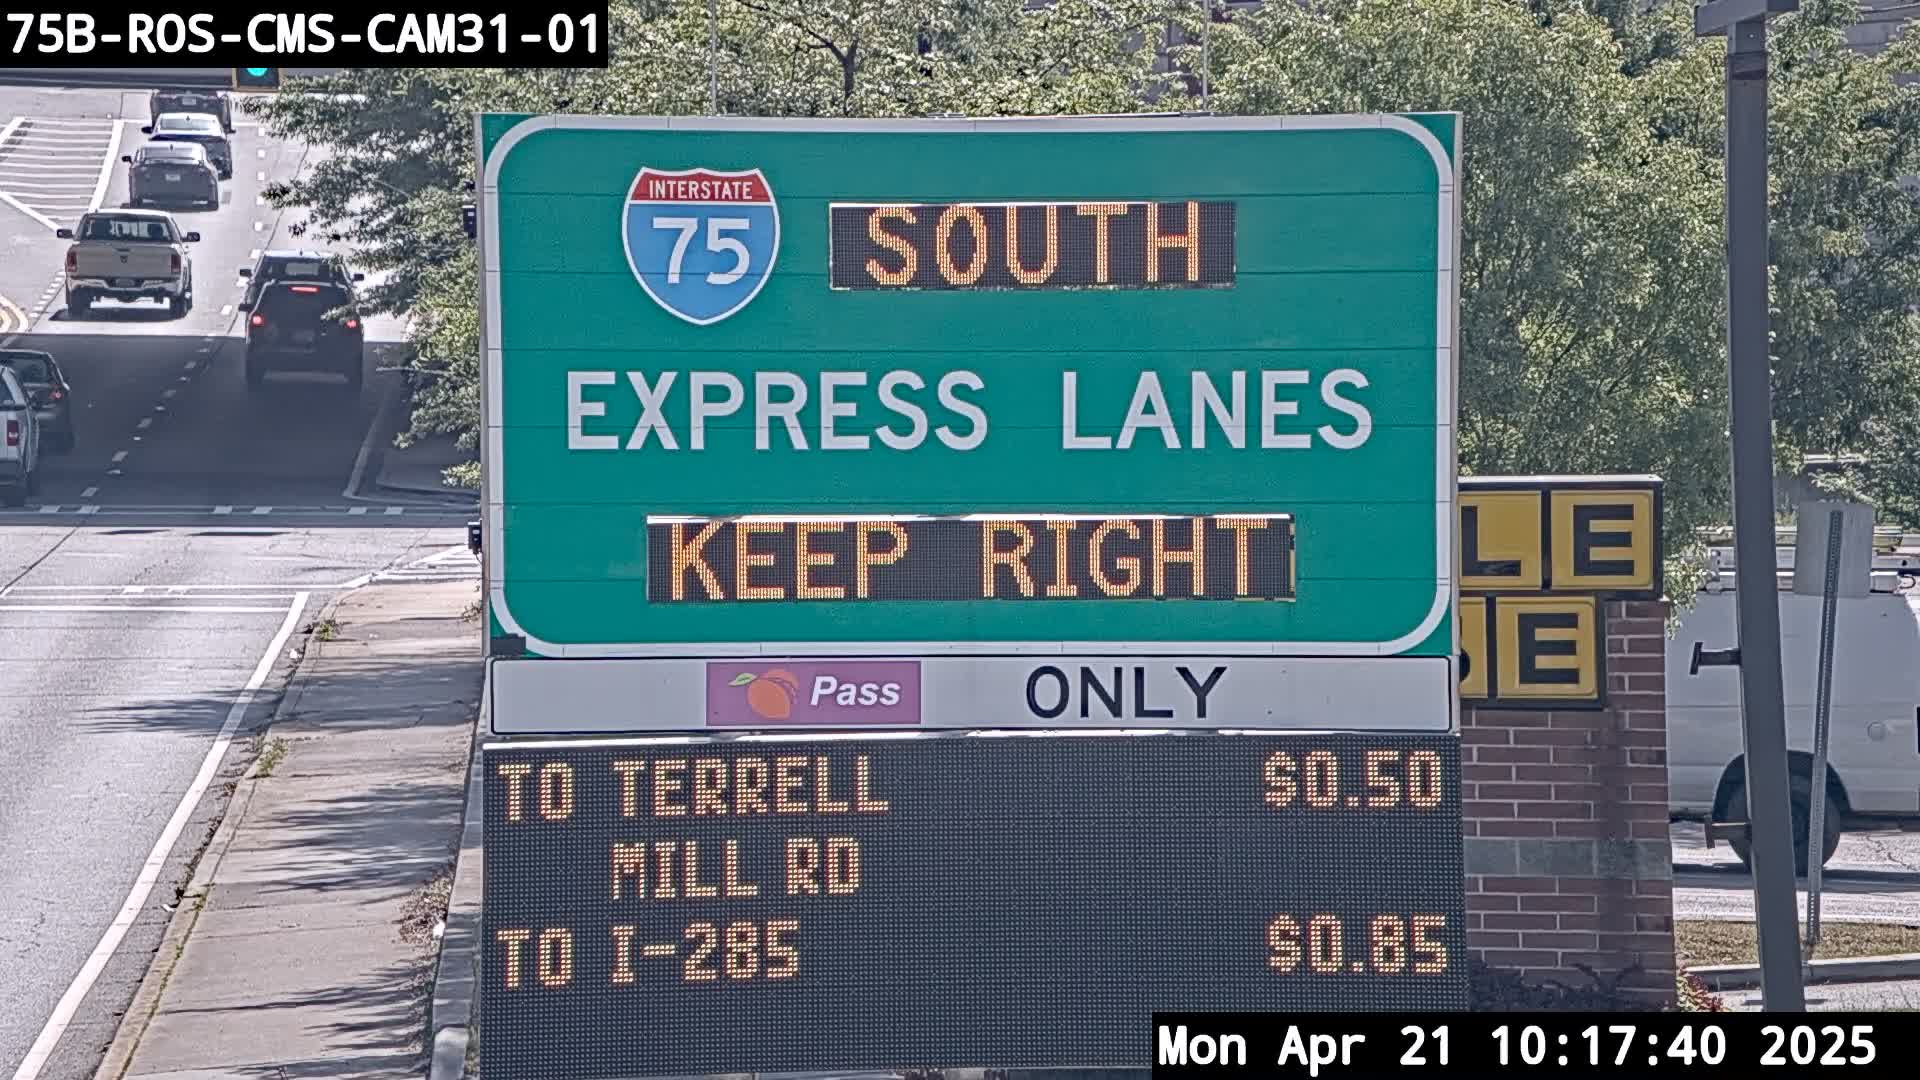 75B-ROS-CMS-CAM31-01
INTERSTATE
75
SOUTH
EXPRESS LANES
KEEP RIGHT
Pass ONLY
TO TERRELL $0.50
MILL RD
TO I-285 $0.85
LE
E
Mon Apr 21 10:17:40 2025